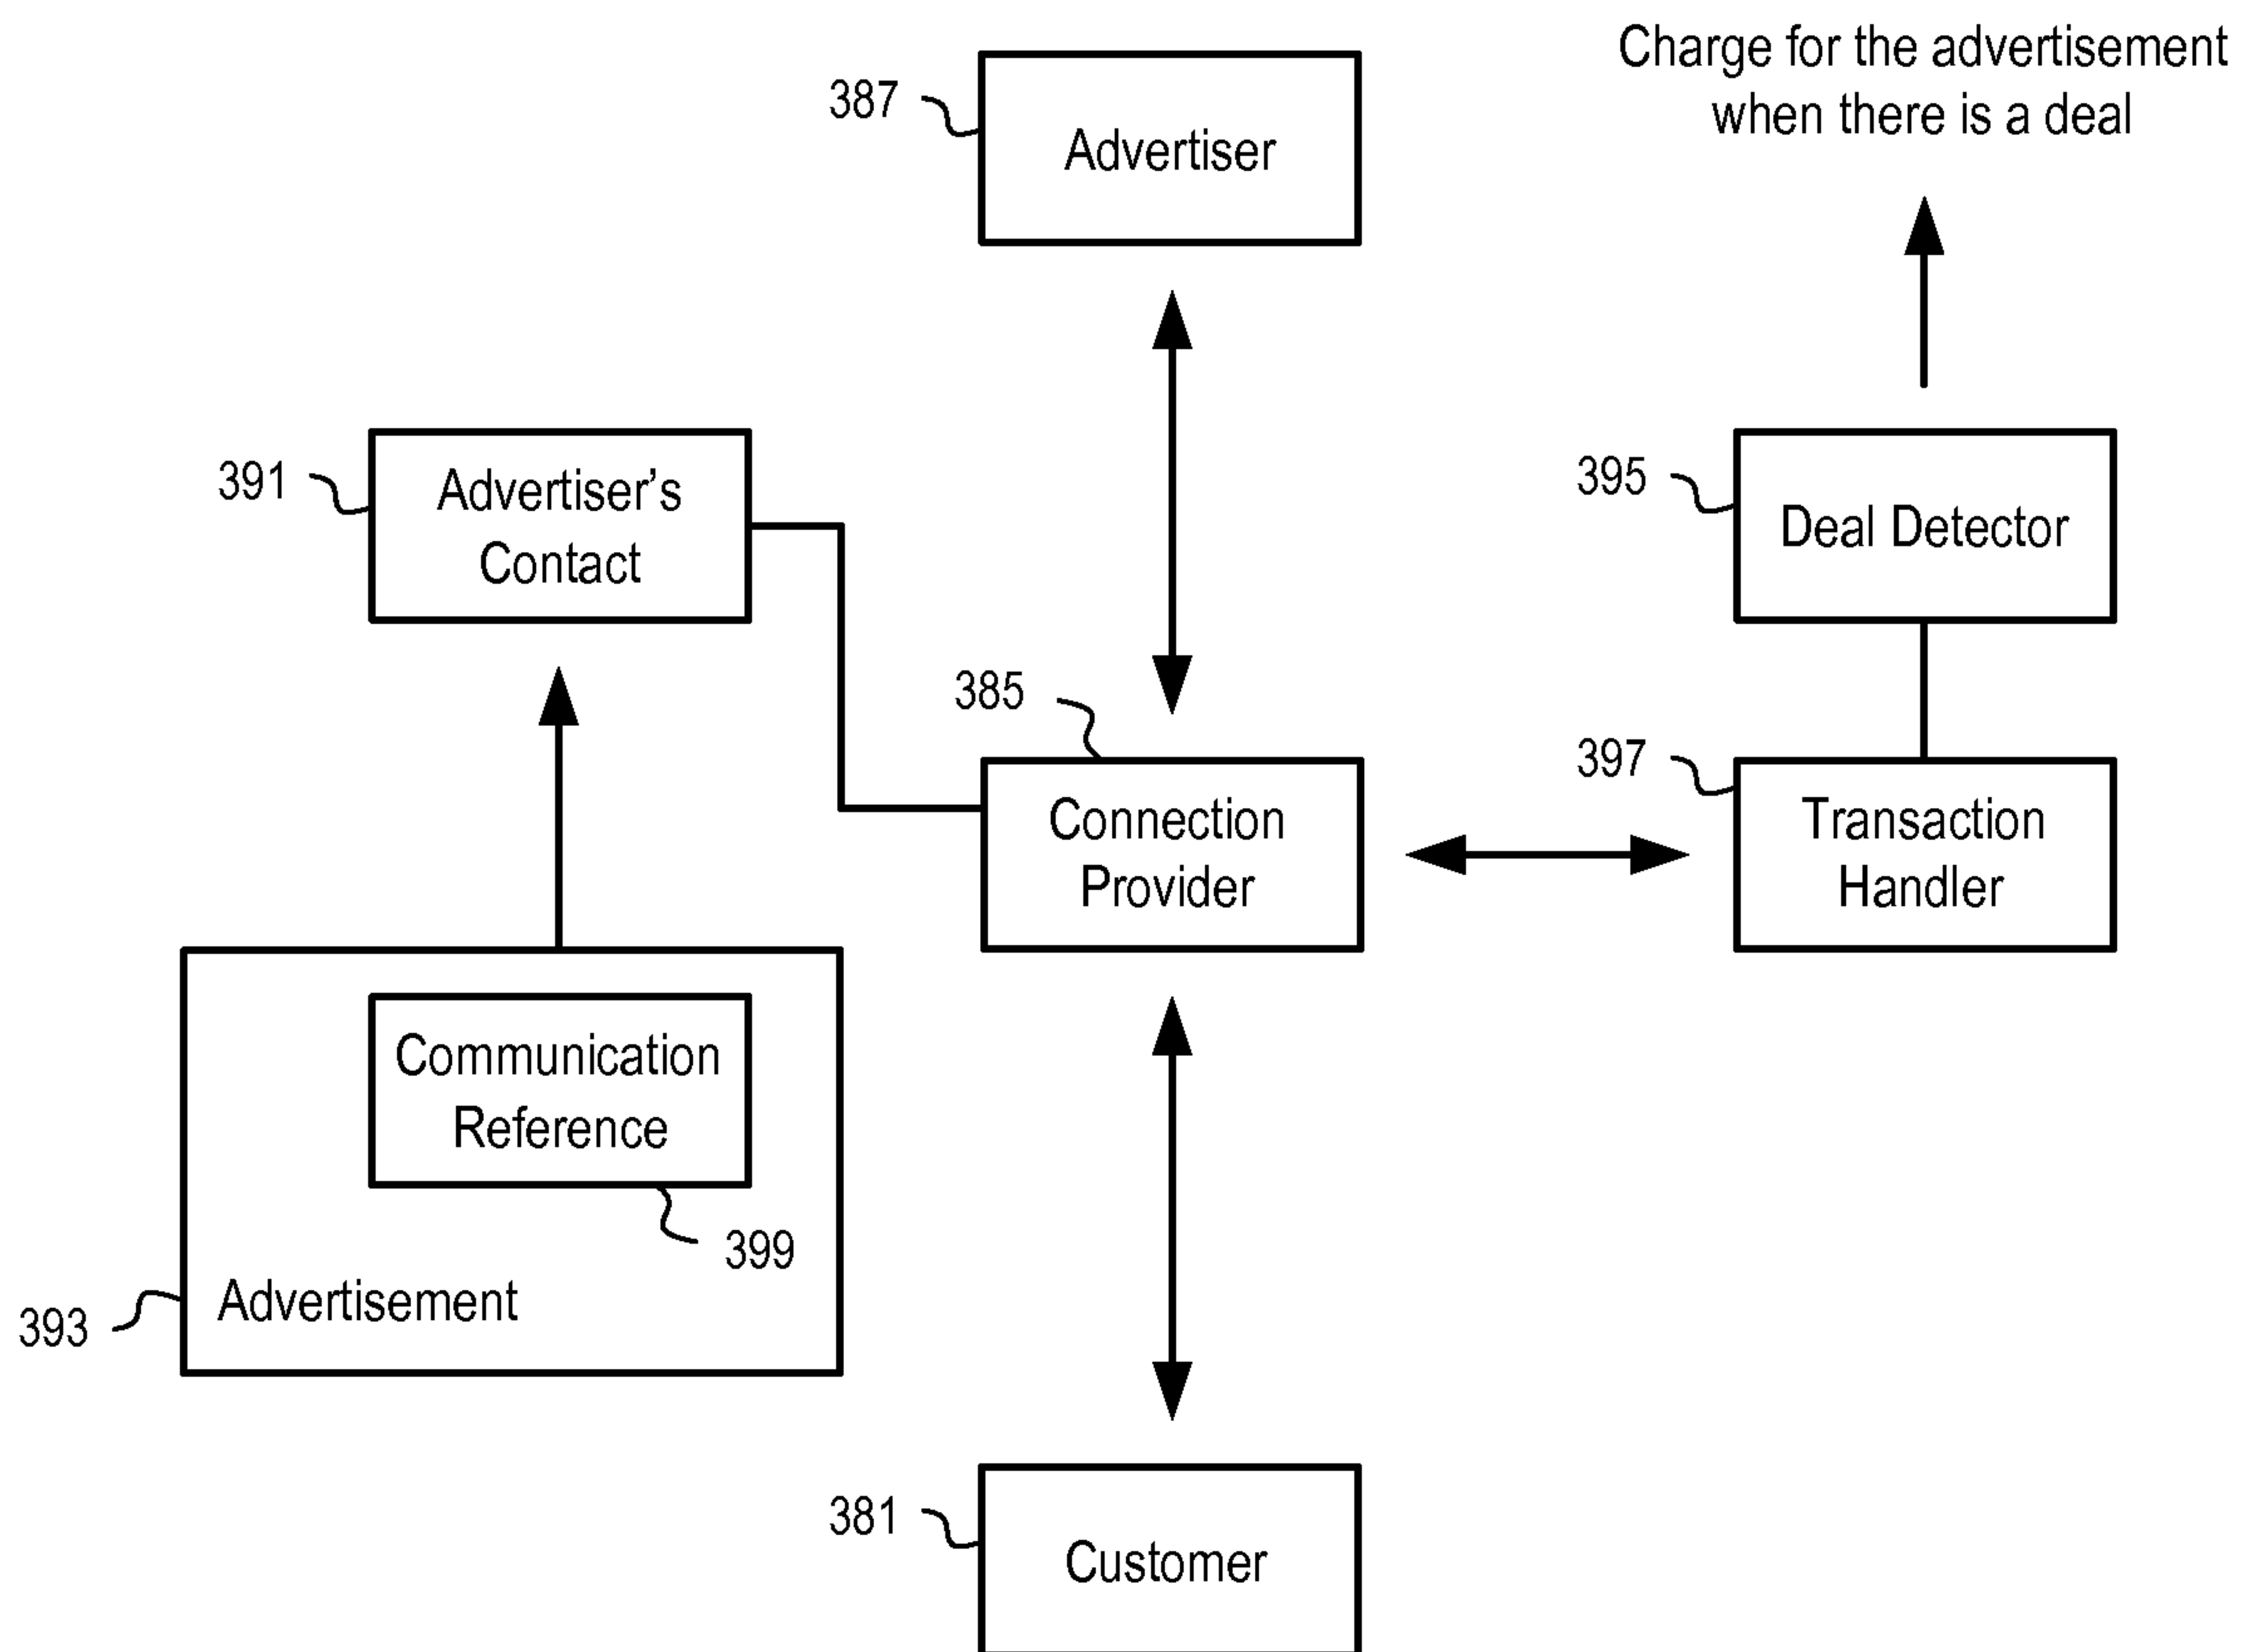 Charge for the advertisement
when there is a deal
387
Advertiser
391
Advertiser's
Contact
395
Deal Detector
385
Connection
Provider
397
Transaction
Handler
Communication
Reference
399
393
Advertisement
381
Customer